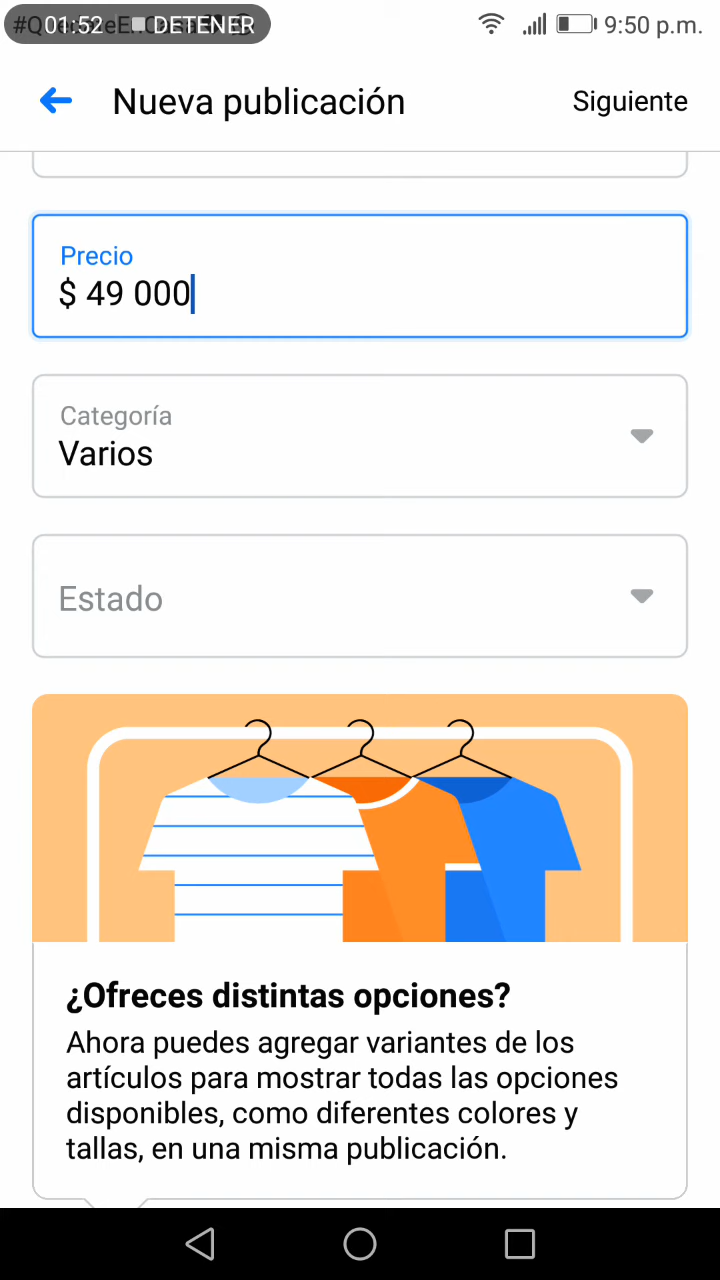 01:52 DETENER 9:50 p.m.
Nueva publicación Siguiente
Precio
$ 49 000
Categoría
Varios
Estado
¿Ofreces distintas opciones?
Ahora puedes agregar variantes de los
artículos para mostrar todas las opciones
disponibles, como diferentes colores y
tallas, en una misma publicación.